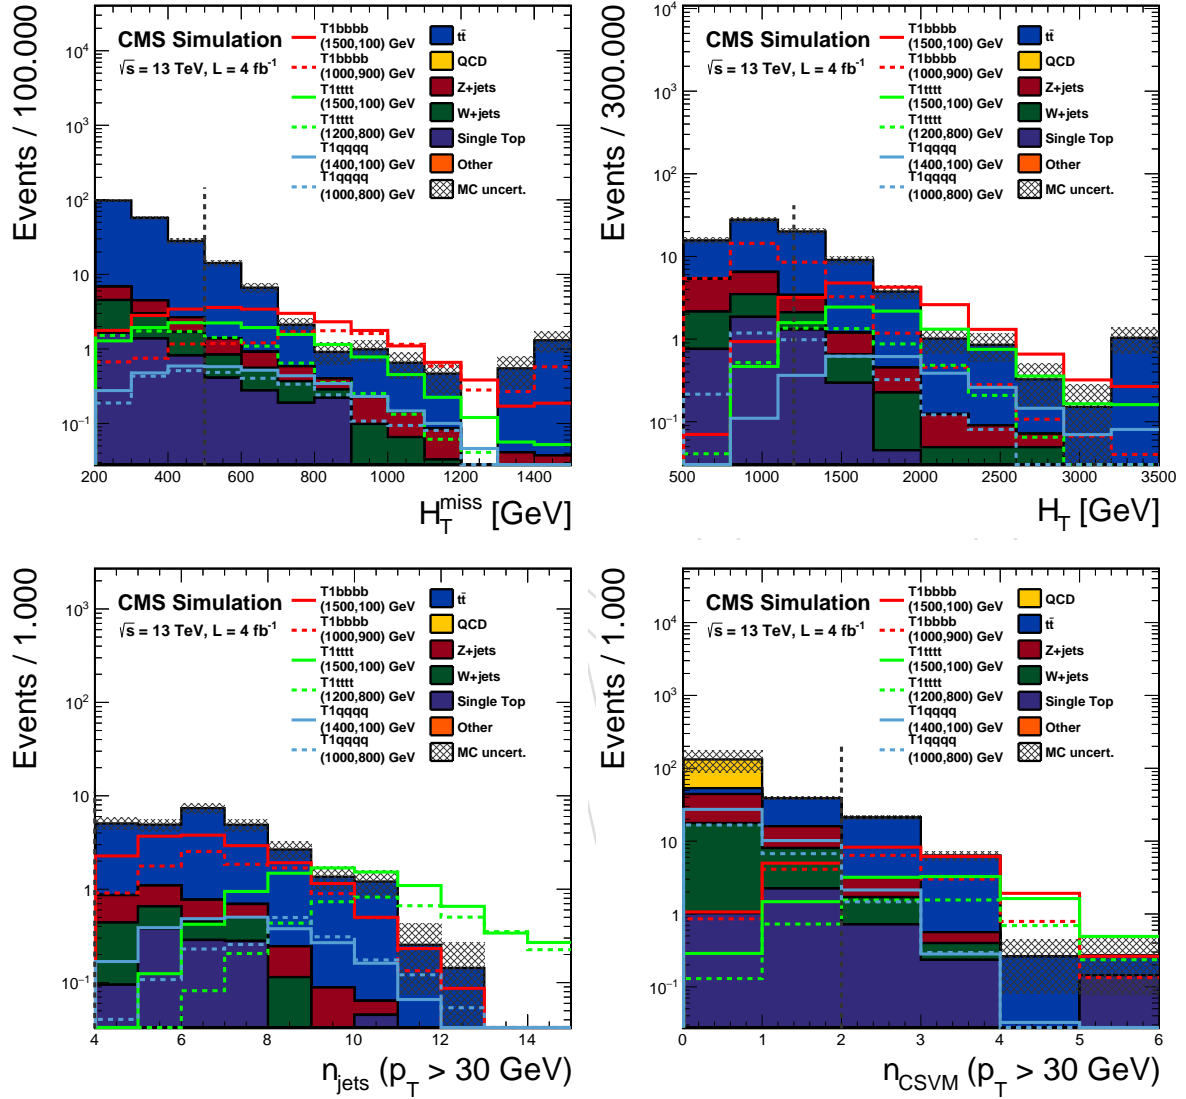 Events / 100.000
10⁴
10³
10²
10
1
10⁻¹
CMS Simulation
√s = 13 TeV, L = 4 fb⁻¹
T1bbbb
(1500,100) GeV
T1bbbb
(1000,900) GeV
T1tttt
(1500,100) GeV
T1tttt
(1200,800) GeV
T1qqqq
(1400,100) GeV
T1qqqq
(1000,800) GeV
tt̄
QCD
Z+jets
W+jets
Single Top
Other
MC uncert.
200 400 600 800 1000 1200 1400
H_T^miss [GeV]
Events / 300.000
10⁴
10³
10²
10
1
10⁻¹
CMS Simulation
√s = 13 TeV, L = 4 fb⁻¹
T1bbbb
(1500,100) GeV
T1bbbb
(1000,900) GeV
T1tttt
(1500,100) GeV
T1tttt
(1200,800) GeV
T1qqqq
(1400,100) GeV
T1qqqq
(1000,800) GeV
tt̄
QCD
Z+jets
W+jets
Single Top
Other
MC uncert.
500 1000 1500 2000 2500 3000 3500
H_T [GeV]
Events / 1.000
10³
10²
10
1
10⁻¹
CMS Simulation
√s = 13 TeV, L = 4 fb⁻¹
T1bbbb
(1500,100) GeV
T1bbbb
(1000,900) GeV
T1tttt
(1500,100) GeV
T1tttt
(1200,800) GeV
T1qqqq
(1400,100) GeV
T1qqqq
(1000,800) GeV
tt̄
QCD
Z+jets
W+jets
Single Top
Other
MC uncert.
4 6 8 10 12 14
n_jets (p_T > 30 GeV)
Events / 1.000
10⁴
10³
10²
10
1
10⁻¹
CMS Simulation
√s = 13 TeV, L = 4 fb⁻¹
T1bbbb
(1500,100) GeV
T1bbbb
(1000,900) GeV
T1tttt
(1500,100) GeV
T1tttt
(1200,800) GeV
T1qqqq
(1400,100) GeV
T1qqqq
(1000,800) GeV
QCD
tt̄
Z+jets
W+jets
Single Top
Other
MC uncert.
0 1 2 3 4 5 6
n_CSVM (p_T > 30 GeV)